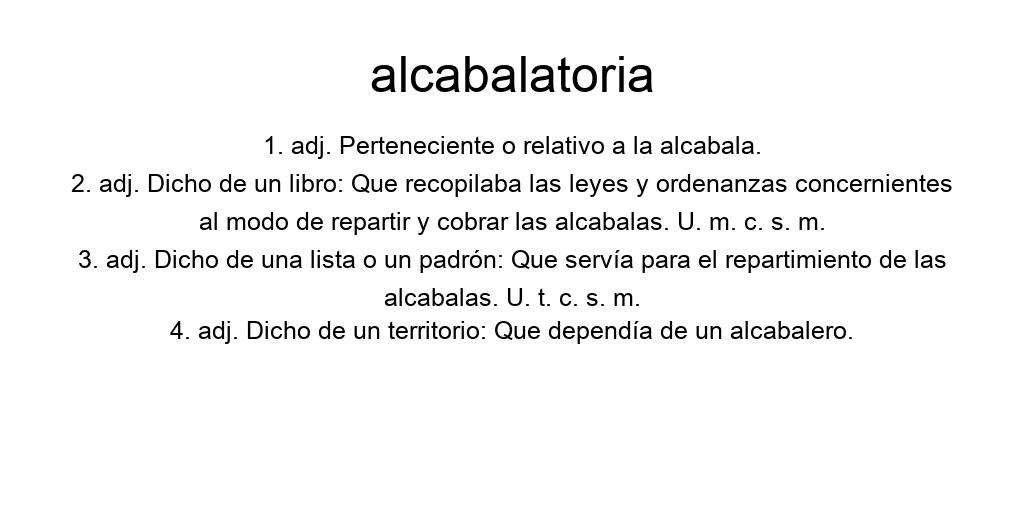 alcabalatoria
1. adj. Perteneciente o relativo a la alcabala.
2. adj. Dicho de un libro: Que recopilaba las leyes y ordenanzas concernientes
al modo de repartir y cobrar las alcabalas. U. m. c. s. m.
3. adj. Dicho de una lista o un padrón: Que servía para el repartimiento de las
alcabalas. U. t. c. s. m.
4. adj. Dicho de un territorio: Que dependía de un alcabalero.